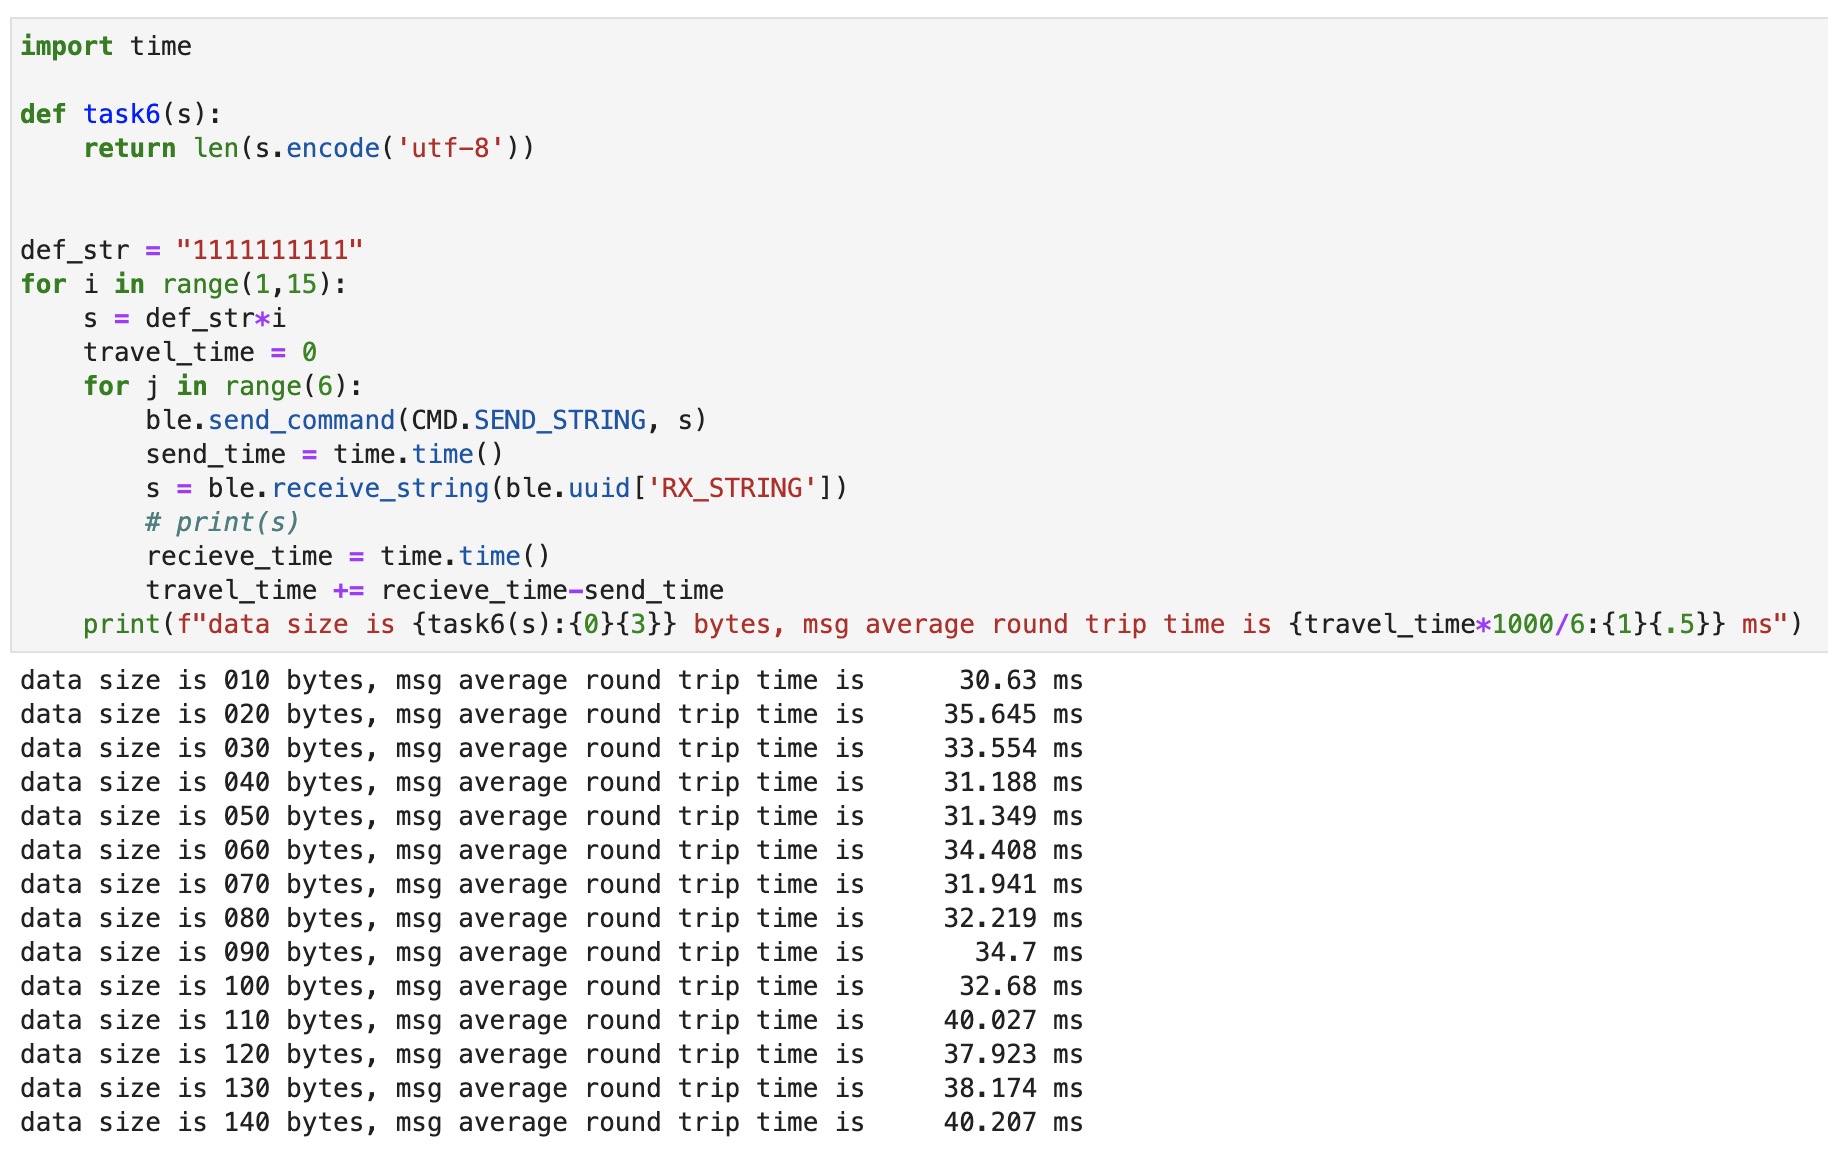 import time
def task6(s):
    return len(s.encode('utf-8'))
def_str = "1111111111"
for i in range(1,15):
    s = def_str*i
    travel_time = 0
    for j in range(6):
        ble.send_command(CMD.SEND_STRING, s)
        send_time = time.time()
        s = ble.receive_string(ble.uuid['RX_STRING'])
        # print(s)
        recieve_time = time.time()
        travel_time += recieve_time-send_time
    print(f"data size is {task6(s):{0}{3}} bytes, msg average round trip time is {travel_time*1000/6:{1}{.5}} ms")
data size is 010 bytes, msg average round trip time is      30.63 ms
data size is 020 bytes, msg average round trip time is     35.645 ms
data size is 030 bytes, msg average round trip time is     33.554 ms
data size is 040 bytes, msg average round trip time is     31.188 ms
data size is 050 bytes, msg average round trip time is     31.349 ms
data size is 060 bytes, msg average round trip time is     34.408 ms
data size is 070 bytes, msg average round trip time is     31.941 ms
data size is 080 bytes, msg average round trip time is     32.219 ms
data size is 090 bytes, msg average round trip time is       34.7 ms
data size is 100 bytes, msg average round trip time is      32.68 ms
data size is 110 bytes, msg average round trip time is     40.027 ms
data size is 120 bytes, msg average round trip time is     37.923 ms
data size is 130 bytes, msg average round trip time is     38.174 ms
data size is 140 bytes, msg average round trip time is     40.207 ms